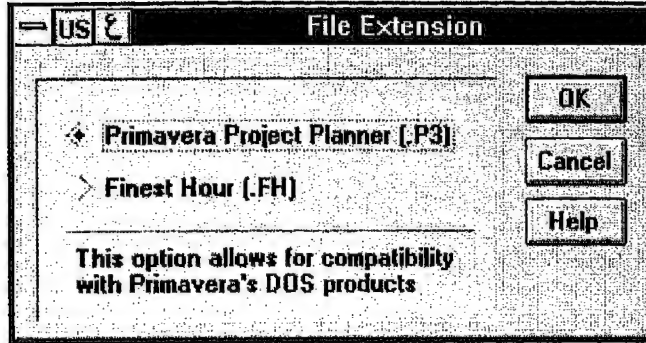 US ع File Extension
Primavera Project Planner (.P3)
Finest Hour (.FH)
This option allows for compatibility
with Primavera's DOS products
OK
Cancel
Help